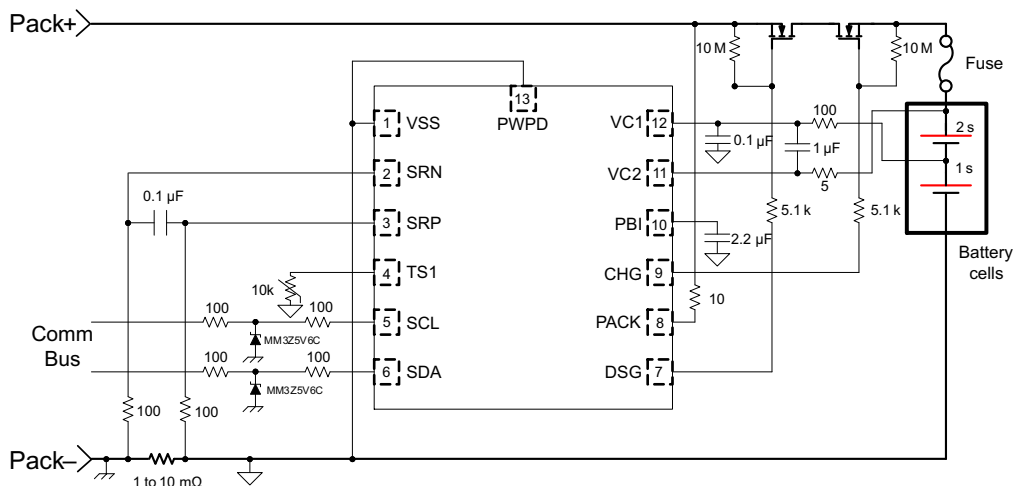 Pack+
10 M
10 M
Fuse
13
PWPD
1 VSS
VC1 12
100
2 s
0.1 µF
1 µF
2 SRN
VC2 11
5
1 s
0.1 µF
3 SRP
PBI 10
5.1 k
5.1 k
2.2 µF
Battery
cells
4 TS1
CHG 9
10k
10
100
100
5 SCL
PACK 8
Comm
Bus
MM3Z5V6C
100
100
6 SDA
DSG 7
MM3Z5V6C
100
100
Pack–
1 to 10 mΩ